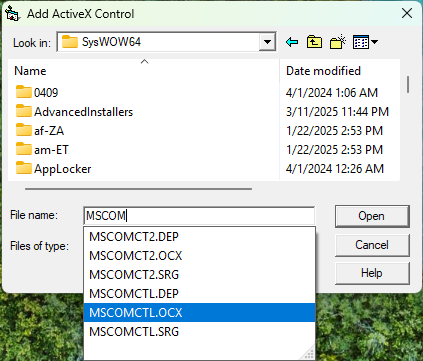 Add ActiveX Control
Look in: SysWOW64
Name Date modified
0409 4/1/2024 1:06 AM
AdvancedInstallers 3/11/2025 11:44 PM
af-ZA 1/22/2025 2:53 PM
am-ET 1/22/2025 2:53 PM
AppLocker 4/1/2024 12:26 AM
File name: MSCOM Open
Files of type: Cancel
Help
MSCOMCT2.DEP
MSCOMCT2.OCX
MSCOMCT2.SRG
MSCOMCTL.DEP
MSCOMCTL.OCX
MSCOMCTL.SRG